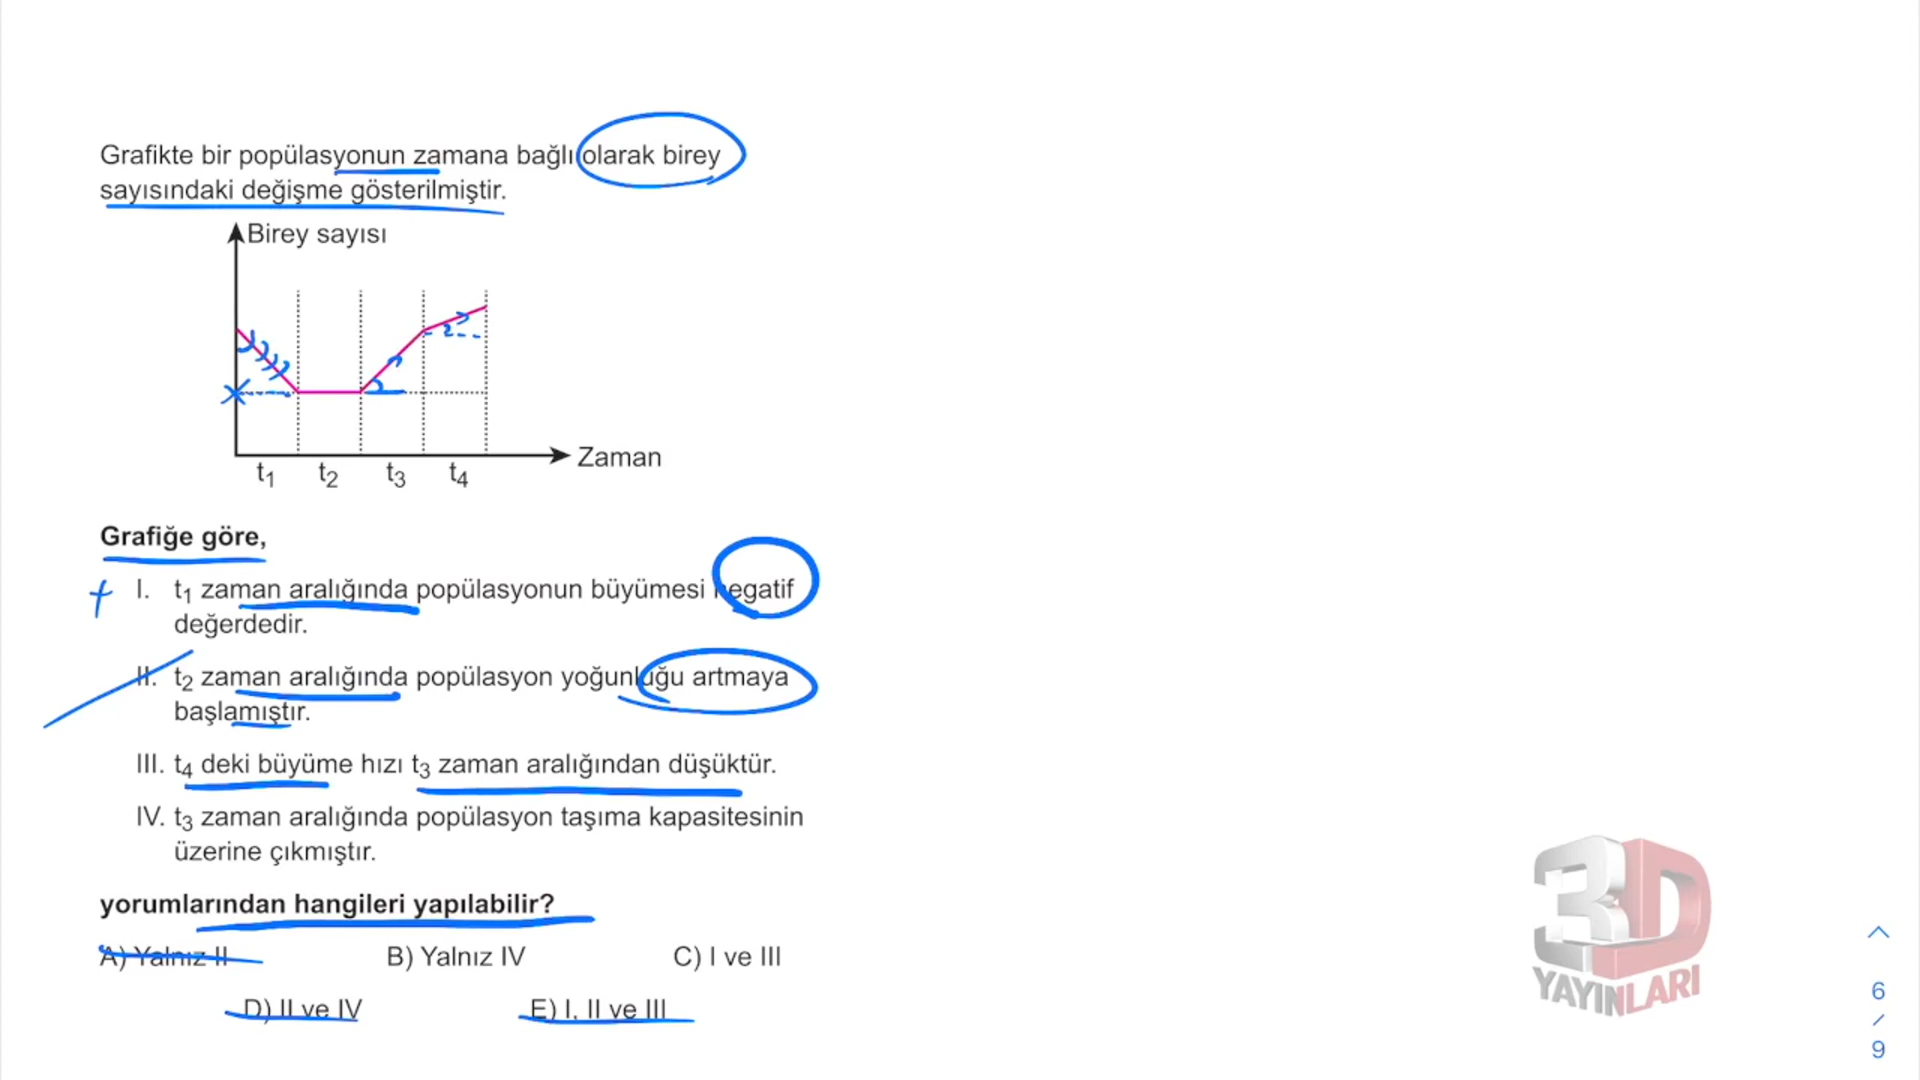 Grafikte bir popülasyonun zamana bağlı olarak birey
sayısındaki değişme gösterilmiştir.
Birey sayısı
Zaman
t1 t2 t3 t4
Grafiğe göre,
I. t1 zaman aralığında popülasyonun büyümesi negatif
değerdedir.
II. t2 zaman aralığında popülasyon yoğunluğu artmaya
başlamıştır.
III. t4 deki büyüme hızı t3 zaman aralığından düşüktür.
IV. t3 zaman aralığında popülasyon taşıma kapasitesinin
üzerine çıkmıştır.
yorumlarından hangileri yapılabilir?
A) Yalnız II B) Yalnız IV C) I ve III
D) II ve IV E) I, II ve III
3D
YAYINLARI
6
/
9